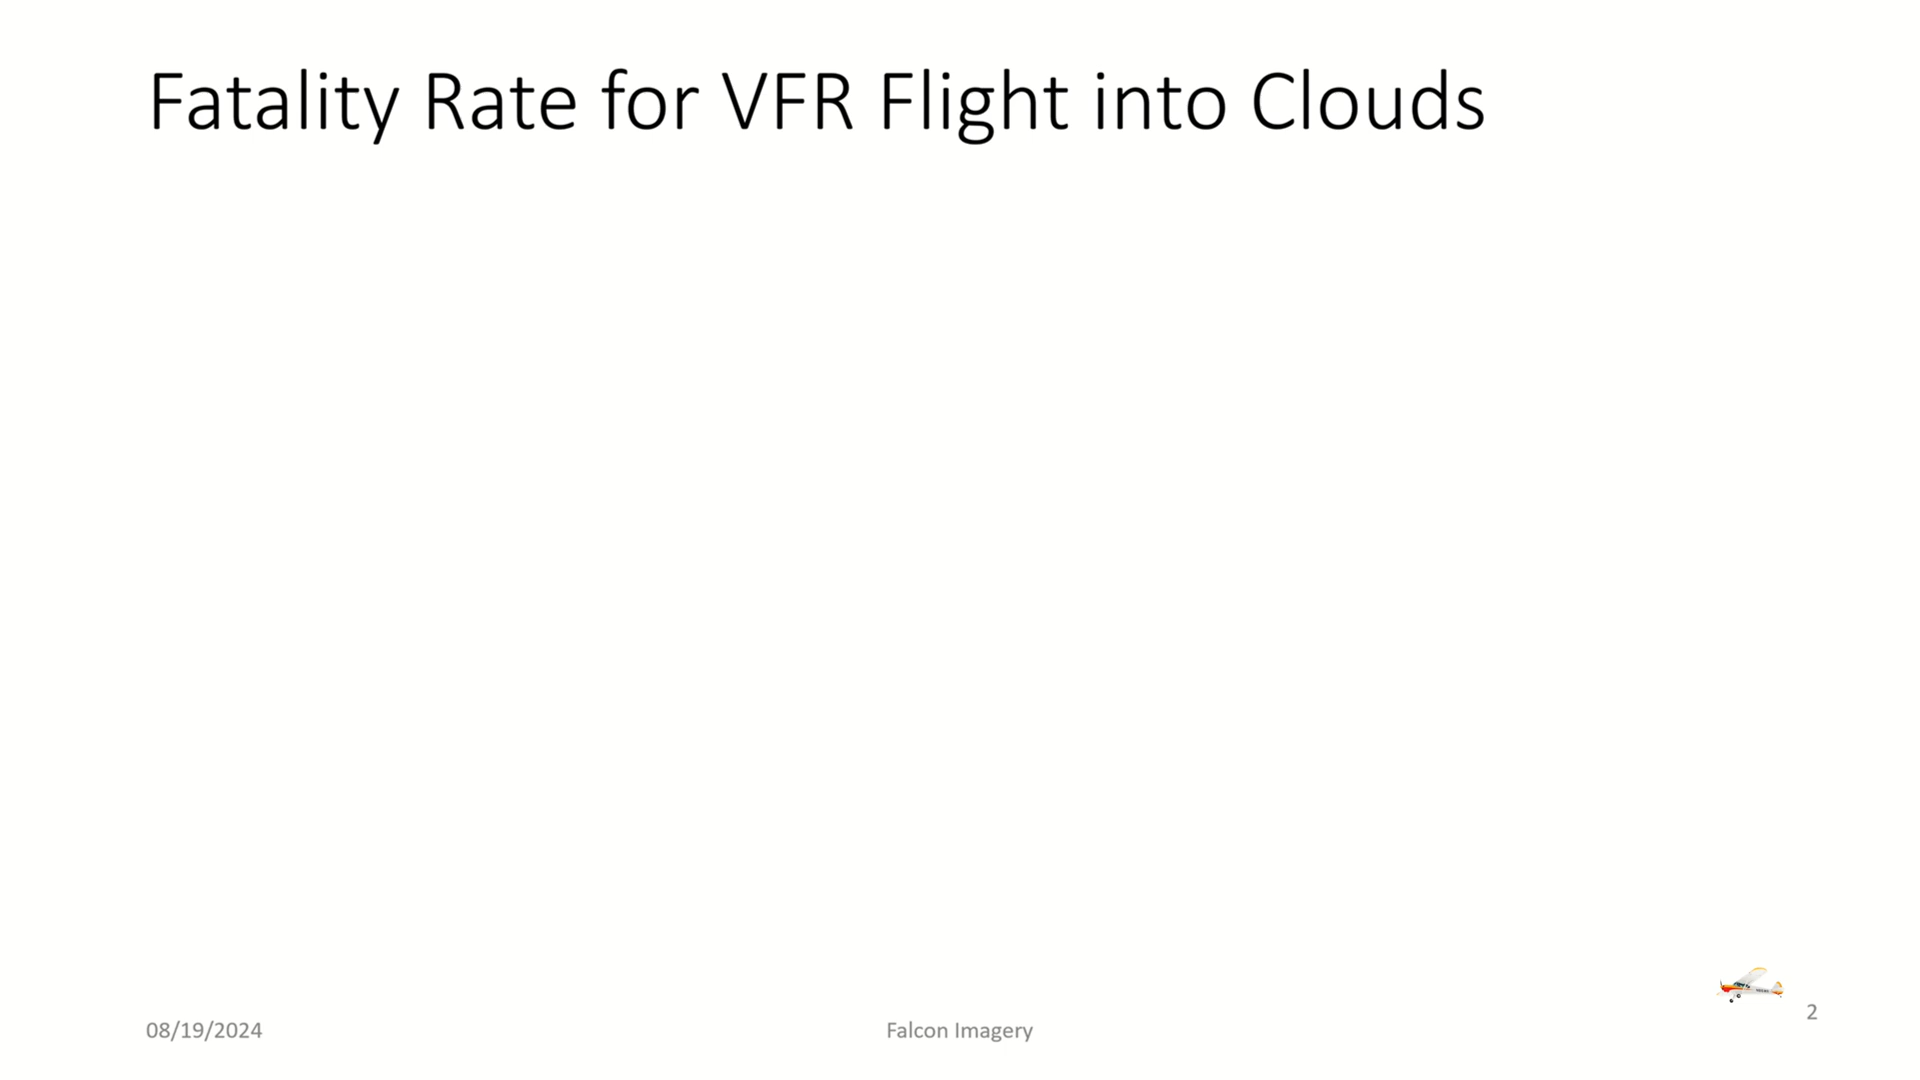 Fatality Rate for VFR Flight into Clouds
08/19/2024
Falcon Imagery
2